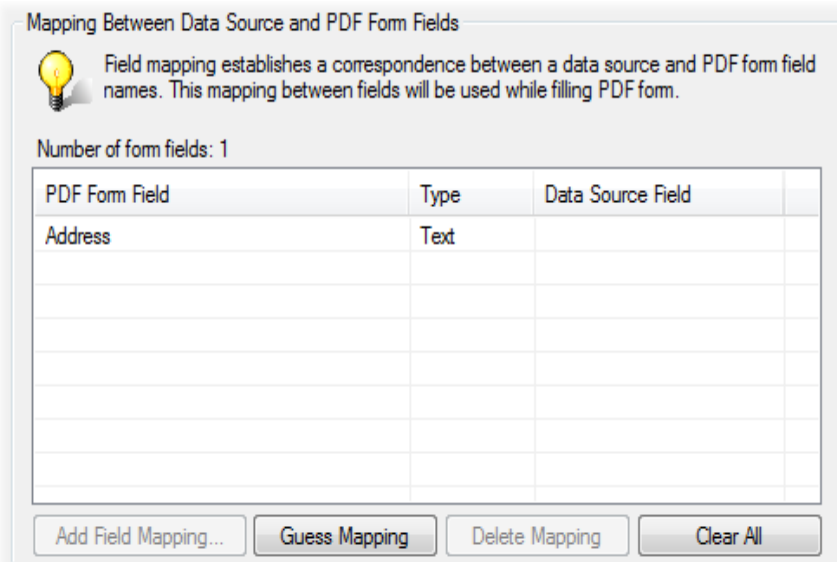 Mapping Between Data Source and PDF Form Fields
Field mapping establishes a correspondence between a data source and PDF form field
names. This mapping between fields will be used while filling PDF form.
Number of form fields: 1
PDF Form Field Type Data Source Field
Address Text
Add Field Mapping... Guess Mapping Delete Mapping Clear All